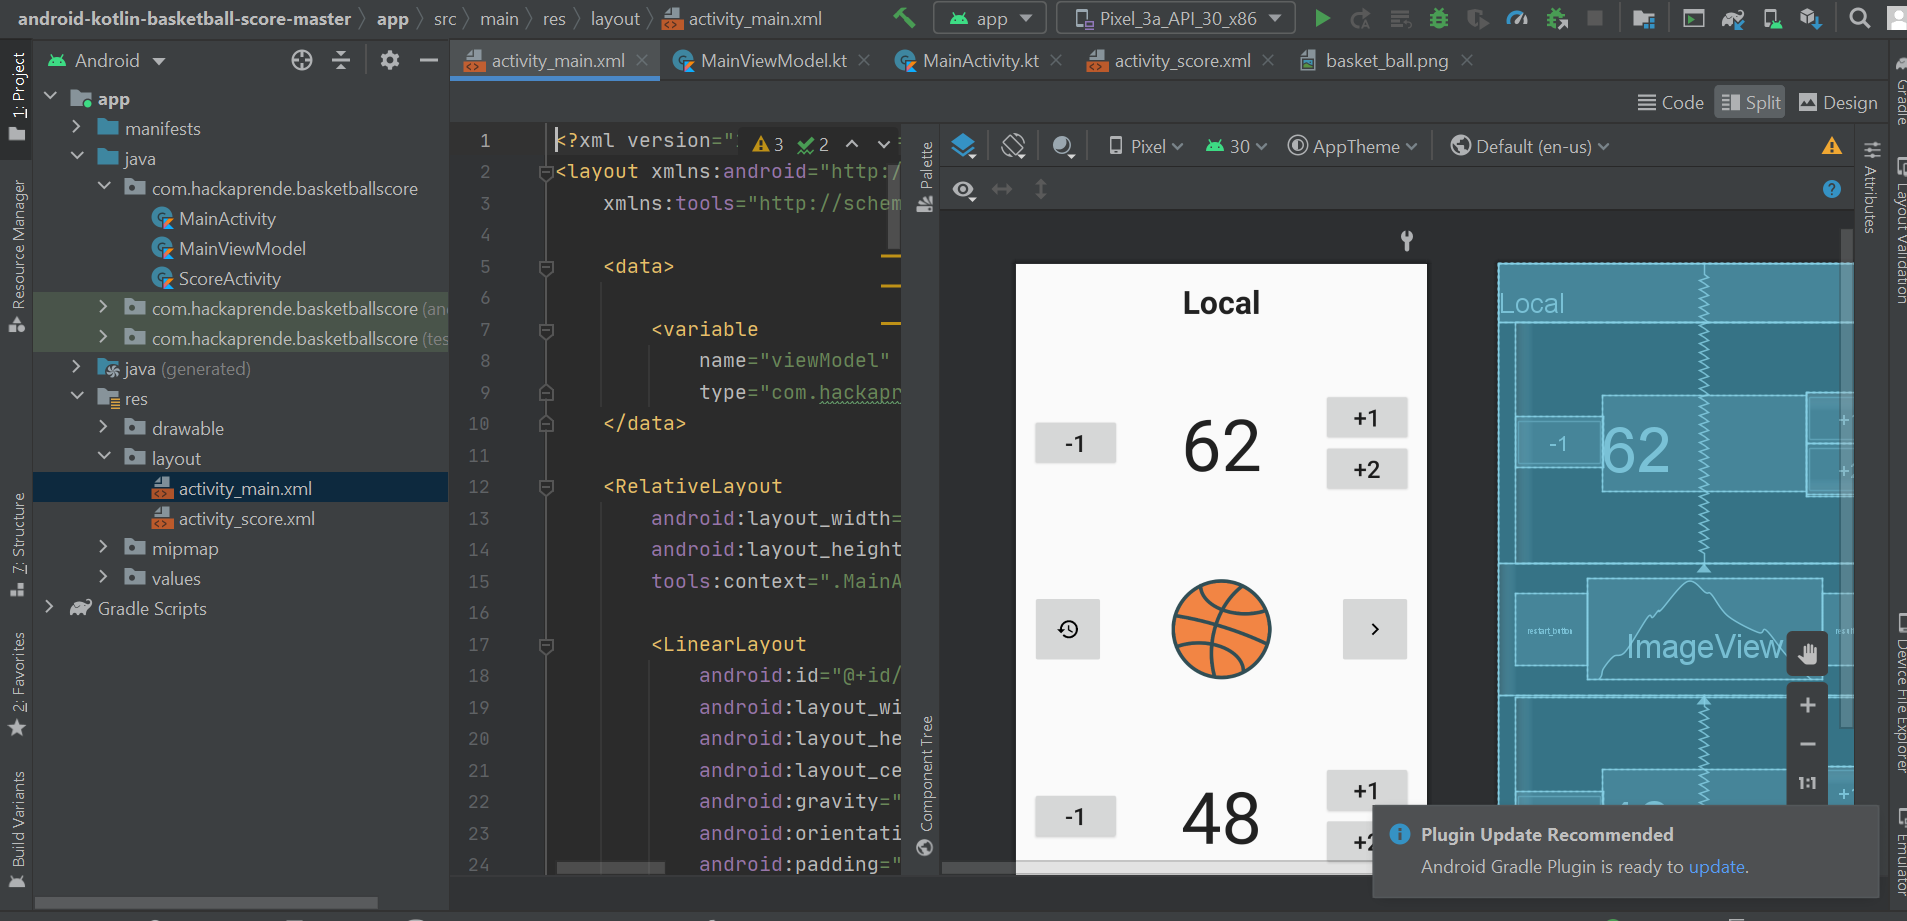 android-kotlin-basketball-score-master app src main res layout activity_main.xml app Pixel_3a_API_30_x86
1: Project
Resource Manager
7: Structure
2: Favorites
Build Variants
Android
app
manifests
java
com.hackaprende.basketballscore
MainActivity
MainViewModel
ScoreActivity
com.hackaprende.basketballscore (an
com.hackaprende.basketballscore (tes
java (generated)
res
drawable
layout
activity_main.xml
activity_score.xml
mipmap
values
Gradle Scripts
activity_main.xml MainViewModel.kt MainActivity.kt activity_score.xml basket_ball.png
Code Split Design
1 <?xml version=" 3 2
2 <layout xmlns:android="http:/
3 xmlns:tools="http://schem
4
5 <data>
6
7 <variable
8 name="viewModel"
9 type="com.hackapr
10 </data>
11
12 <RelativeLayout
13 android:layout_width=
14 android:layout_height
15 tools:context=".MainA
16
17 <LinearLayout
18 android:id="@+id/
19 android:layout_wi
20 android:layout_he
21 android:layout_ce
22 android:gravity="
23 android:orientati
24 android:padding="
Palette
Component Tree
Pixel 30 AppTheme Default (en-us)
?
Local
-1 62 +1
+2
-1 48 +1
+2
Local
-1 62 +
+2
restart_button ImageView
+
1:1
+
Plugin Update Recommended
Android Gradle Plugin is ready to update.
Attributes
Gradle
Layout Validation
Device File Explorer
Emulator